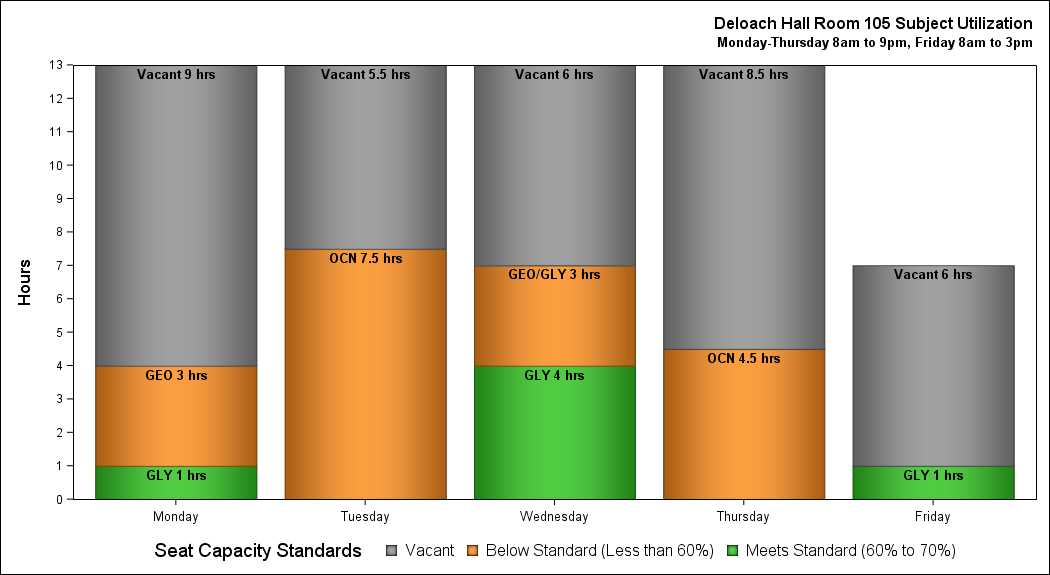 Deloach Hall Room 105 Subject Utilization
Monday-Thursday 8am to 9pm, Friday 8am to 3pm
Hours
13
12
11
10
9
8
7
6
5
4
3
2
1
0
Vacant 9 hrs
GEO 3 hrs
GLY 1 hrs
Vacant 5.5 hrs
OCN 7.5 hrs
Vacant 6 hrs
GEO/GLY 3 hrs
GLY 4 hrs
Vacant 8.5 hrs
OCN 4.5 hrs
Vacant 6 hrs
GLY 1 hrs
Monday Tuesday Wednesday Thursday Friday
Seat Capacity Standards Vacant Below Standard (Less than 60%) Meets Standard (60% to 70%)